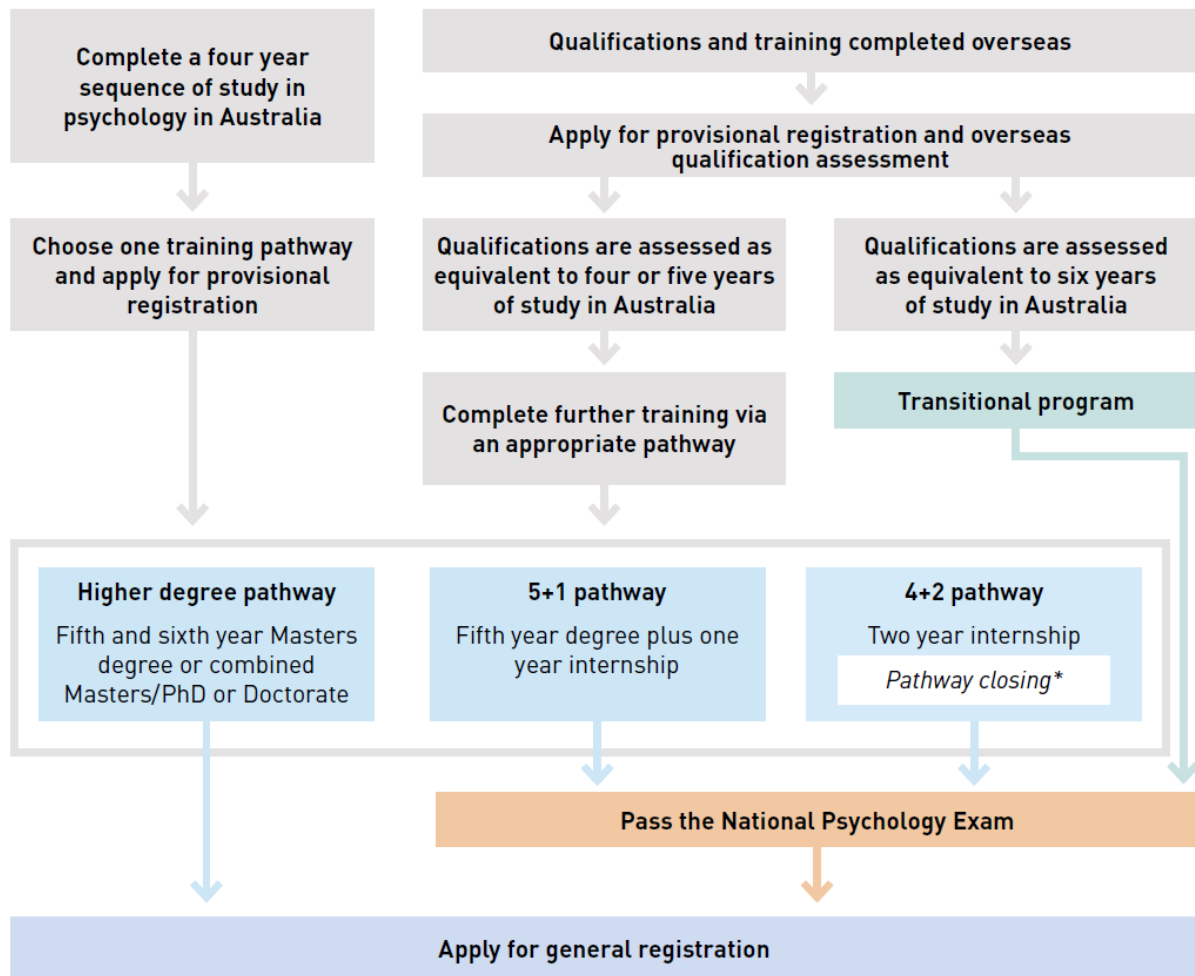 Complete a four year
sequence of study in
psychology in Australia
Qualifications and training completed overseas
Apply for provisional registration and overseas
qualification assessment
Choose one training pathway
and apply for provisional
registration
Qualifications are assessed as
equivalent to four or five years
of study in Australia
Qualifications are assessed
as equivalent to six years
of study in Australia
Complete further training via
an appropriate pathway
Transitional program
Higher degree pathway
Fifth and sixth year Masters
degree or combined
Masters/PhD or Doctorate
5+1 pathway
Fifth year degree plus one
year internship
4+2 pathway
Two year internship
Pathway closing*
Pass the National Psychology Exam
Apply for general registration